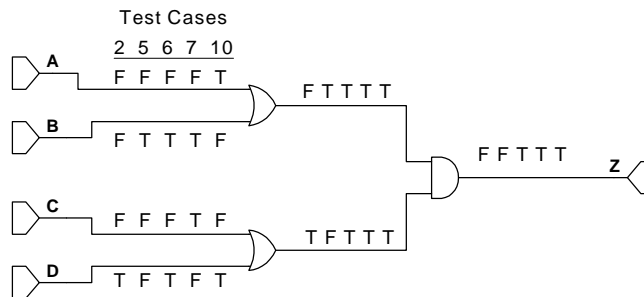 Test Cases
2 5 6 7 10
A
F F F F T
F T T T T
B
F T T T F
F F T T T
Z
C
F F F T F
T F T T T
D
T F T F T